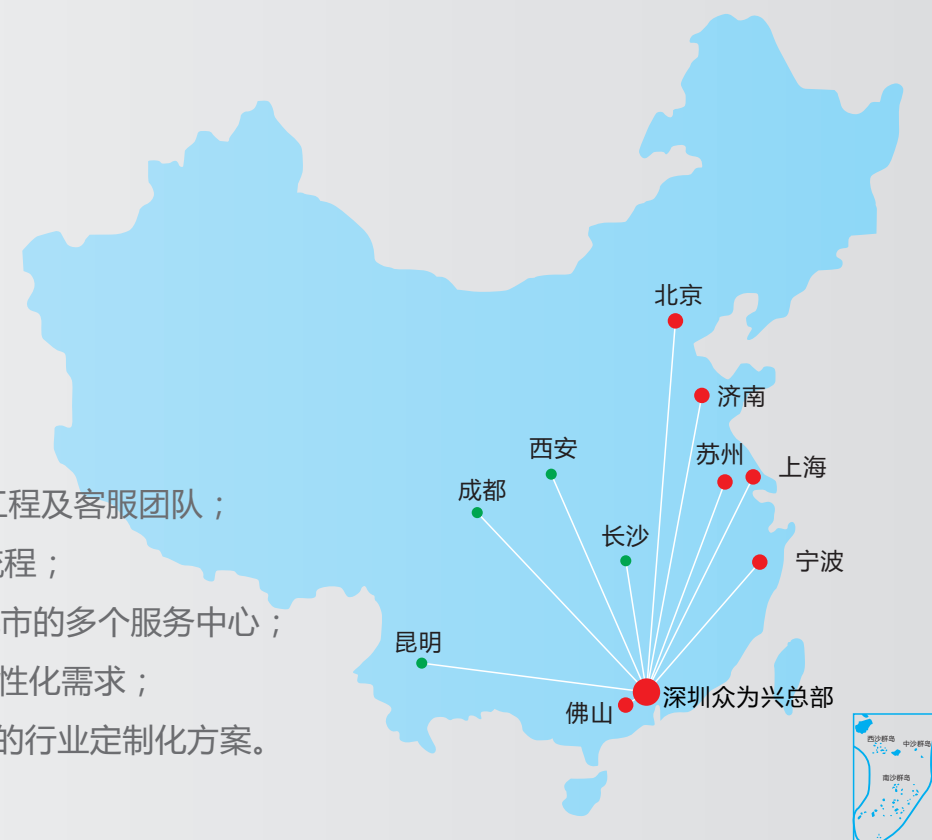 北京
济南
西安
苏州
上海
成都
工程及客服团队；
长沙
流程；
宁波
市的多个服务中心；
昆明
性化需求；
深圳众为兴总部
佛山
的行业定制化方案。
西沙群岛
中沙群岛
南沙群岛